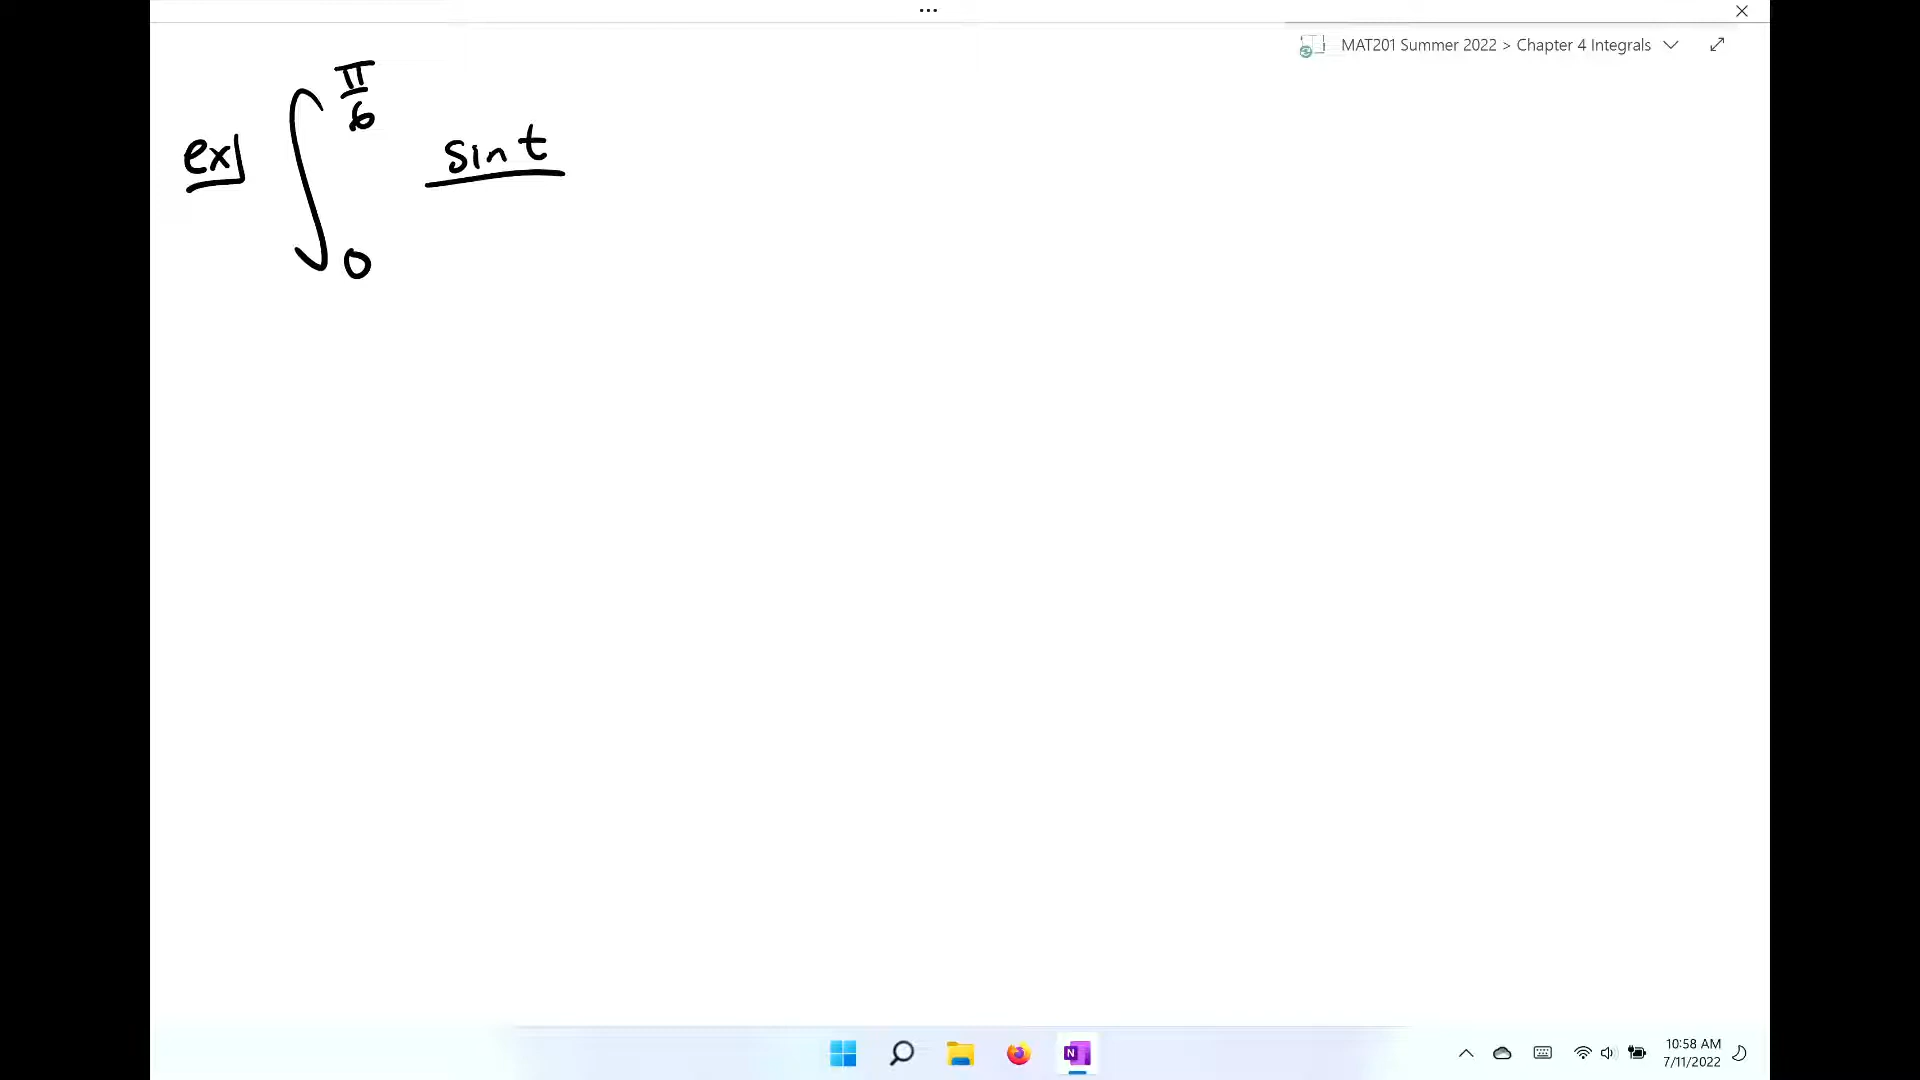 ...
MAT201 Summer 2022 > Chapter 4 Integrals
ex] ∫₀^(π/6) sin t / 
N
10:58 AM
7/11/2022